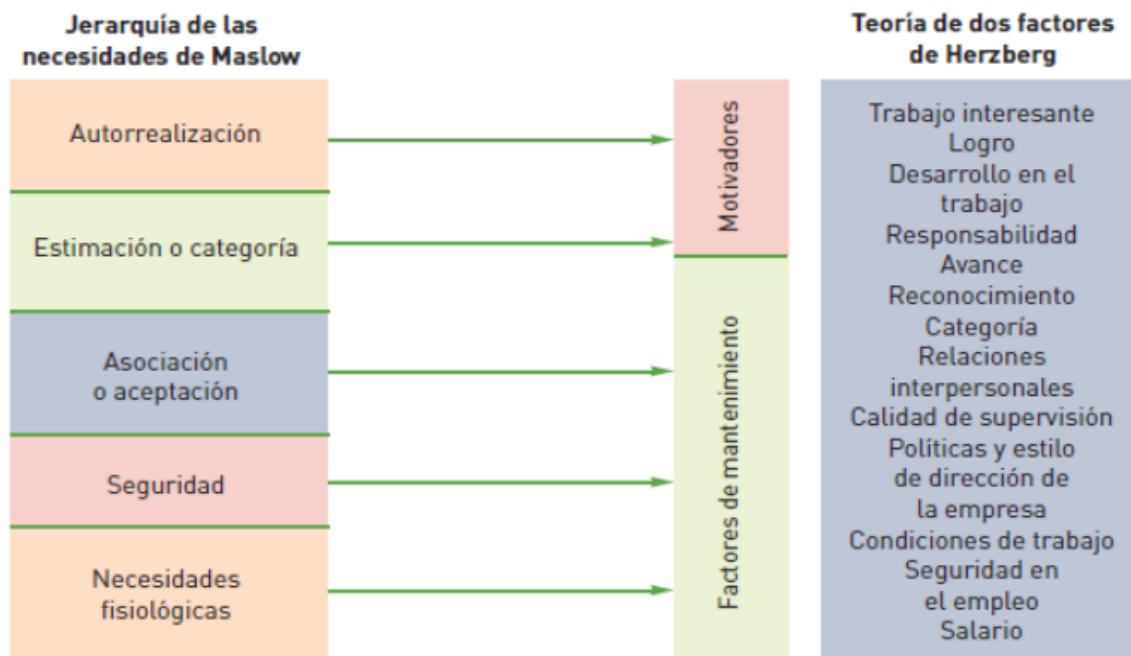 Jerarquía de las
necesidades de Maslow
Autorrealización
Estimación o categoría
Asociación
o aceptación
Seguridad
Necesidades
fisiológicas
Motivadores
Factores de mantenimiento
Teoría de dos factores
de Herzberg
Trabajo interesante
Logro
Desarrollo en el
trabajo
Responsabilidad
Avance
Reconocimiento
Categoría
Relaciones
interpersonales
Calidad de supervisión
Políticas y estilo
de dirección de
la empresa
Condiciones de trabajo
Seguridad en
el empleo
Salario